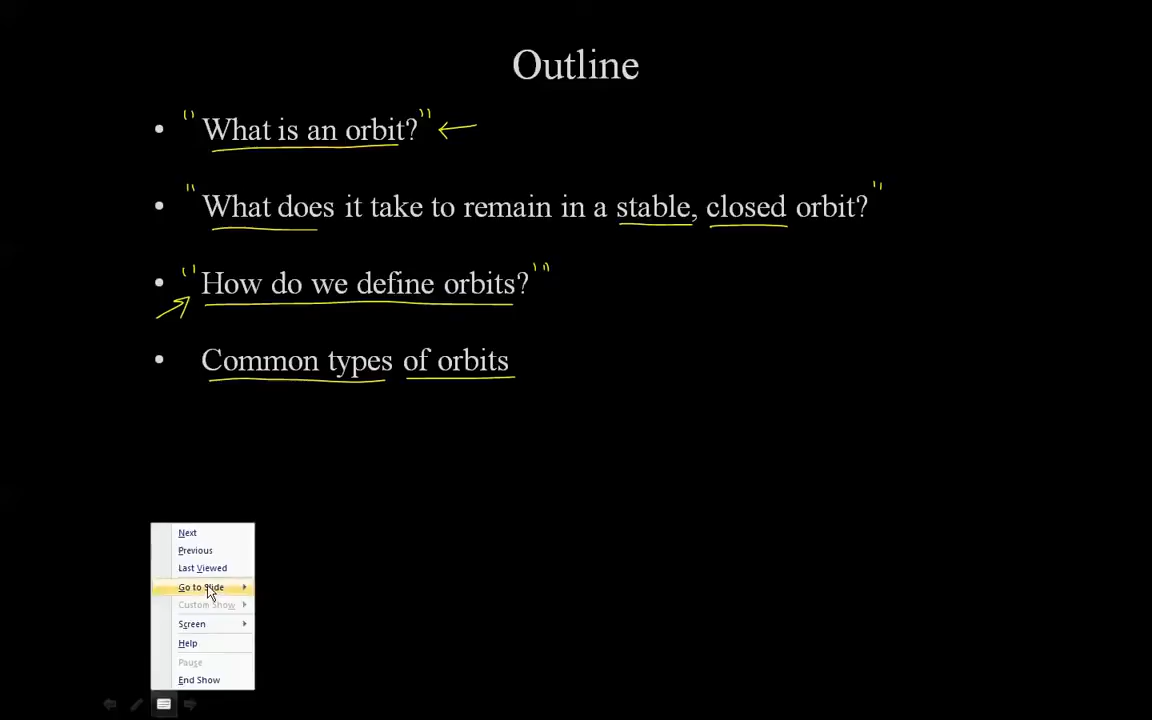 Outline
• "What is an orbit?"
• "What does it take to remain in a stable, closed orbit?"
• "How do we define orbits?""
• Common types of orbits
Next
Previous
Last Viewed
Go to Slide
Custom Show
Screen
Help
Pause
End Show